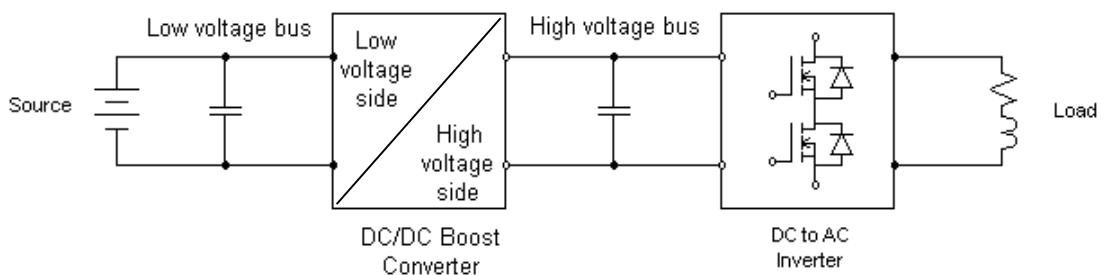 Low voltage bus
High voltage bus
Low
voltage
side
Source
Load
High
voltage
side
DC/DC Boost
Converter
DC to AC
Inverter